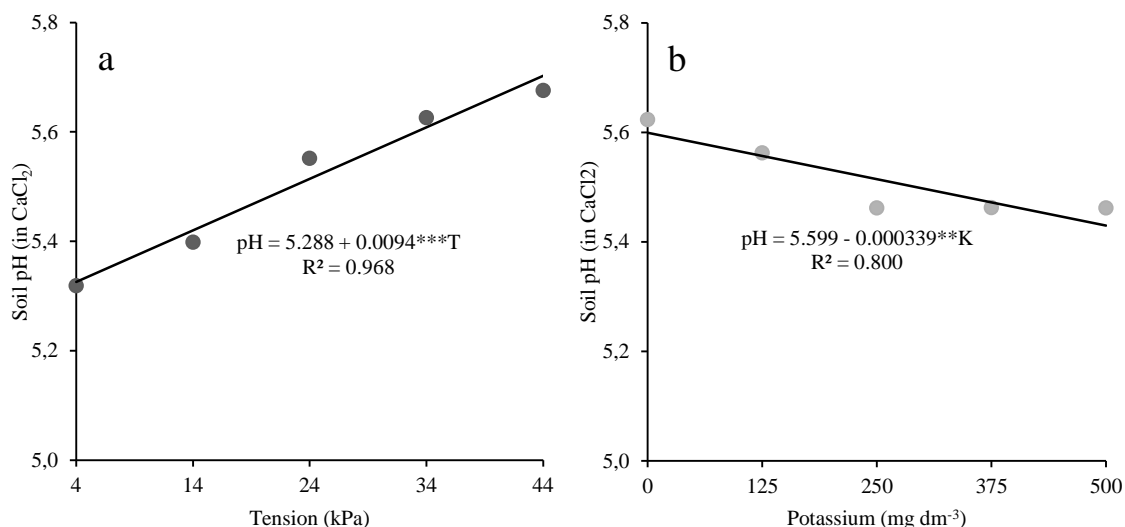 a
5,8
5,6
5,4
5,2
5,0
Soil pH (in CaCl₂)
pH = 5.288 + 0.0094***T
R² = 0.968
4 14 24 34 44
Tension (kPa)
b
5,8
5,6
5,4
5,2
5,0
Soil pH (in CaCl2)
pH = 5.599 - 0.000339**K
R² = 0.800
0 125 250 375 500
Potassium (mg dm⁻³)